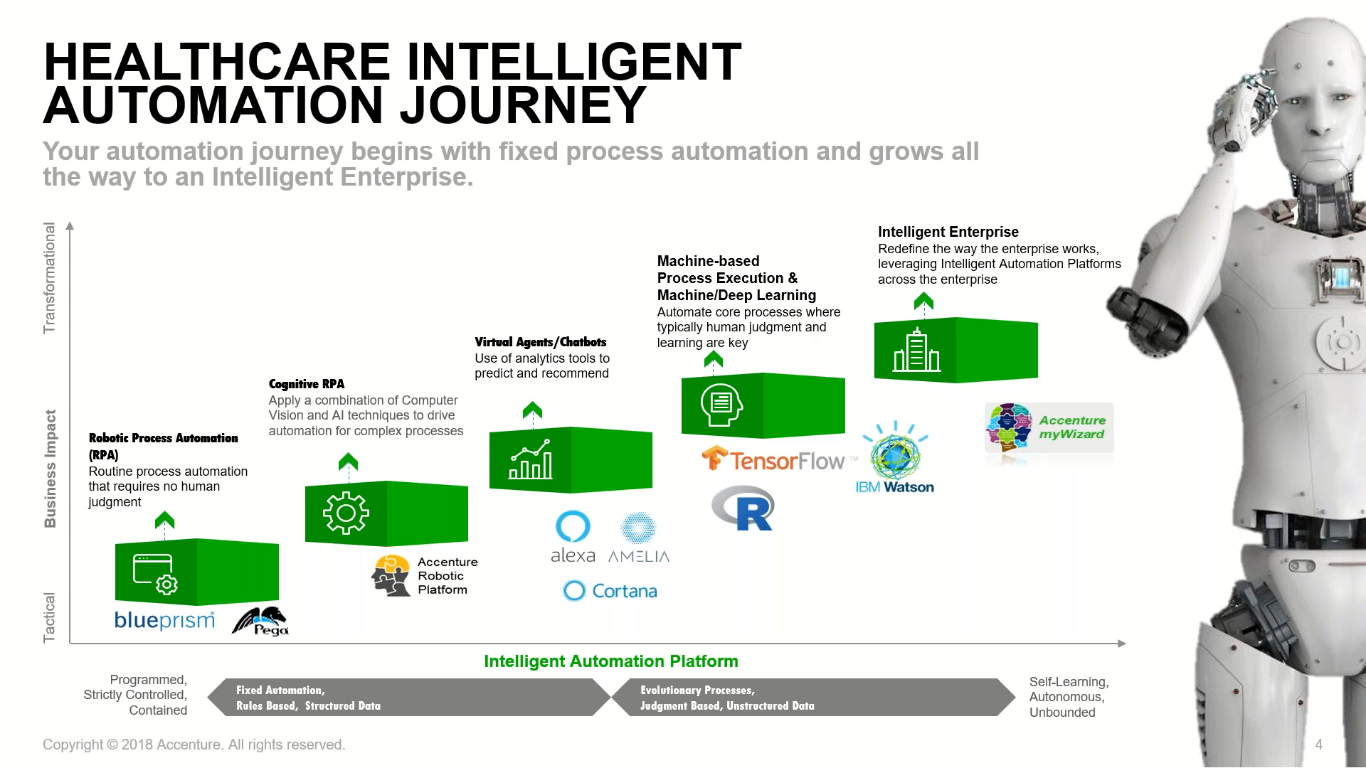 HEALTHCARE INTELLIGENT
AUTOMATION JOURNEY
Your automation journey begins with fixed process automation and grows all
the way to an Intelligent Enterprise.
Transformational
Business Impact
Tactical
Robotic Process Automation
(RPA)
Routine process automation
that requires no human
judgment
blueprism
Pega
Cognitive RPA
Apply a combination of Computer
Vision and AI techniques to drive
automation for complex processes
Accenture
Robotic
Platform
Virtual Agents/Chatbots
Use of analytics tools to
predict and recommend
alexa
AMELIA
Cortana
Machine-based
Process Execution &
Machine/Deep Learning
Automate core processes where
typically human judgment and
learning are key
TensorFlow™
R
IBM Watson
Intelligent Enterprise
Redefine the way the enterprise works,
leveraging Intelligent Automation Platforms
across the enterprise
Accenture
myWizard
Intelligent Automation Platform
Programmed,
Strictly Controlled,
Contained
Fixed Automation,
Rules Based, Structured Data
Evolutionary Processes,
Judgment Based, Unstructured Data
Self-Learning,
Autonomous,
Unbounded
Copyright © 2018 Accenture. All rights reserved.
4